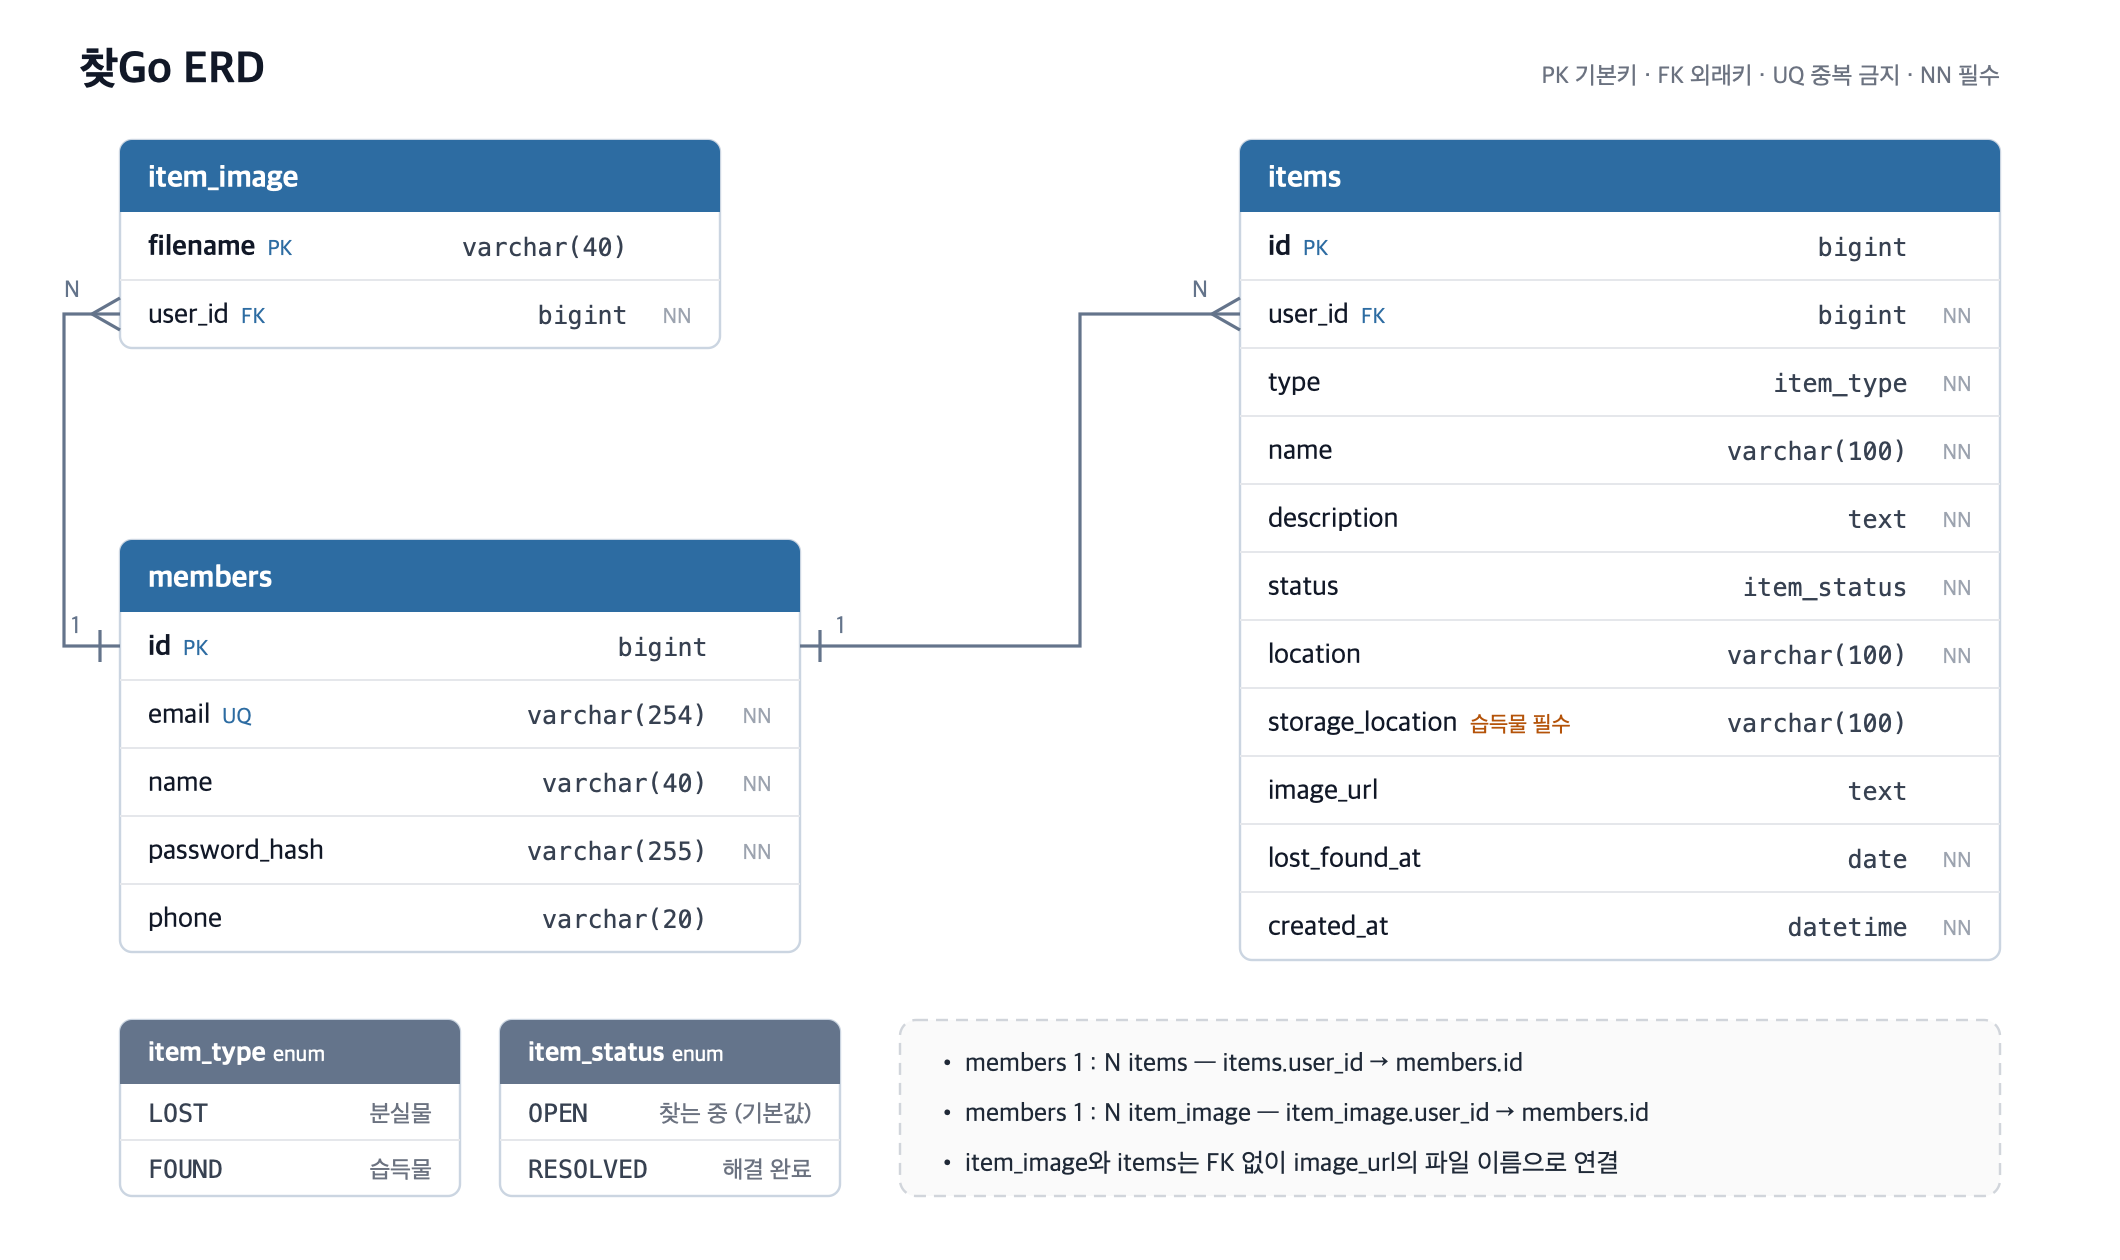 찾Go ERD
PK 기본키 · FK 외래키 · UQ 중복 금지 · NN 필수
item_image
filename PK varchar(40)
N
user_id FK bigint NN
items
id PK bigint
N
user_id FK bigint NN
type item_type NN
name varchar(100) NN
description text NN
status item_status NN
location varchar(100) NN
storage_location 습득물 필수 varchar(100)
image_url text
lost_found_at date NN
created_at datetime NN
members
1
id PK bigint
1
email UQ varchar(254) NN
name varchar(40) NN
password_hash varchar(255) NN
phone varchar(20)
item_type enum
LOST 분실물
FOUND 습득물
item_status enum
OPEN 찾는 중 (기본값)
RESOLVED 해결 완료
• members 1 : N items — items.user_id → members.id
• members 1 : N item_image — item_image.user_id → members.id
• item_image와 items는 FK 없이 image_url의 파일 이름으로 연결